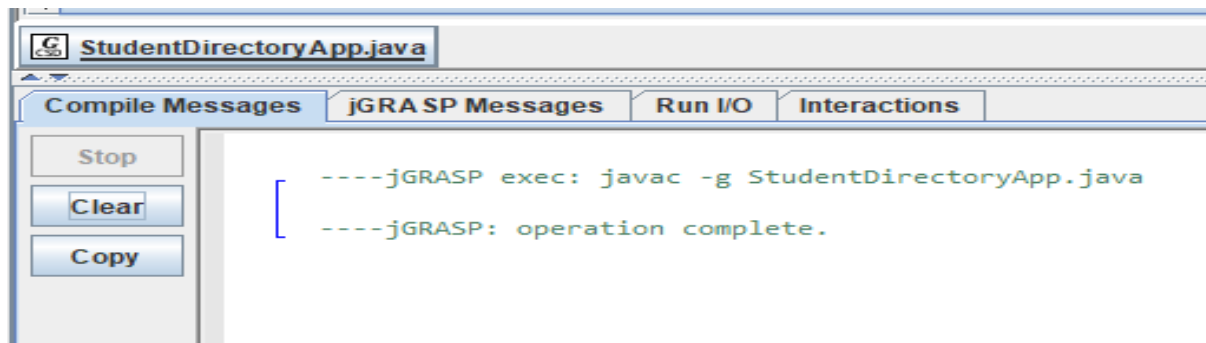 StudentDirectoryApp.java
Compile Messages jGRASP Messages Run I/O Interactions
Stop
----jGRASP exec: javac -g StudentDirectoryApp.java
Clear
----jGRASP: operation complete.
Copy